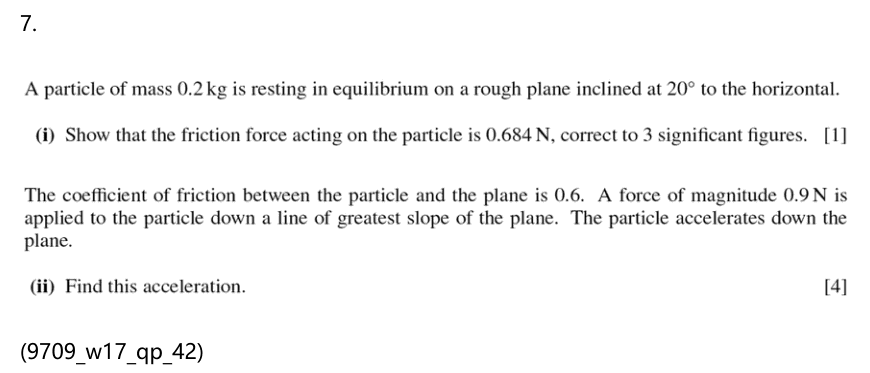 7.
A particle of mass 0.2 kg is resting in equilibrium on a rough plane inclined at 20° to the horizontal.
(i) Show that the friction force acting on the particle is 0.684 N, correct to 3 significant figures. [1]
The coefficient of friction between the particle and the plane is 0.6. A force of magnitude 0.9 N is
applied to the particle down a line of greatest slope of the plane. The particle accelerates down the
plane.
(ii) Find this acceleration. [4]
(9709_w17_qp_42)